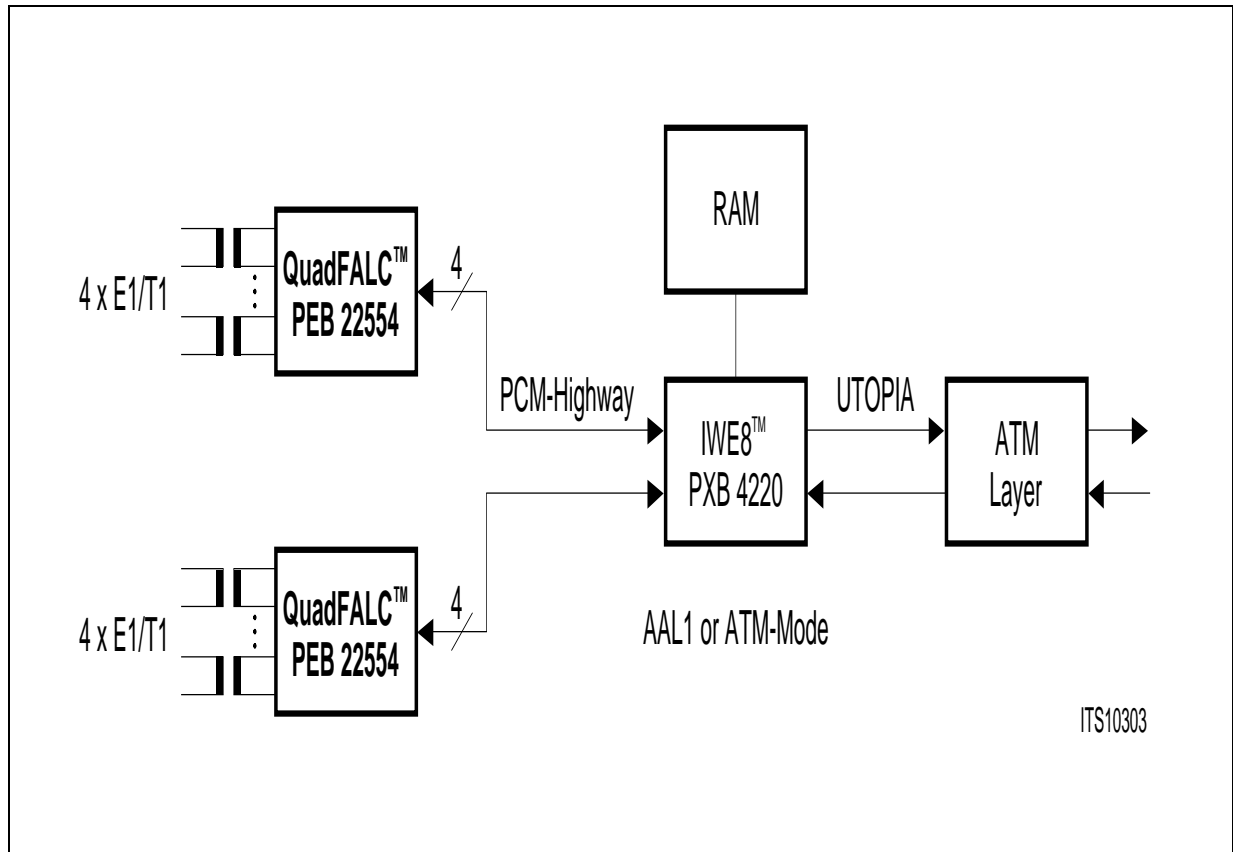 RAM
4 x E1/T1
QuadFALC™
PEB 22554
4
PCM-Highway
IWE8™
PXB 4220
UTOPIA
ATM
Layer
4 x E1/T1
QuadFALC™
PEB 22554
4
AAL1 or ATM-Mode
ITS10303